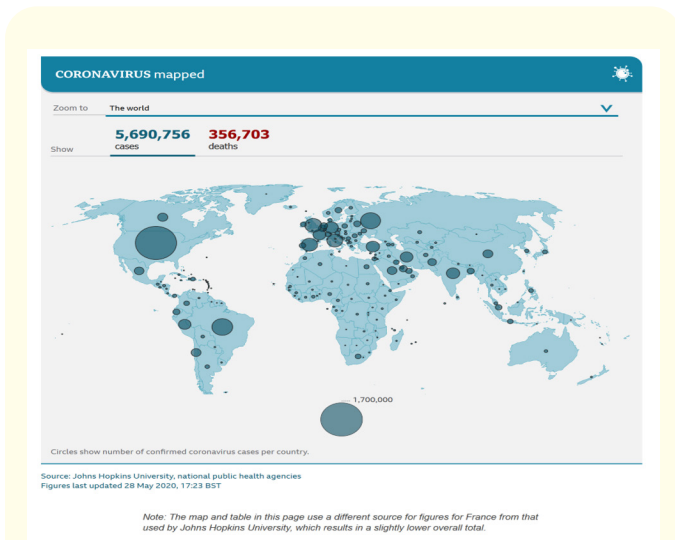 CORONAVIRUS mapped
Zoom to The world
5,690,756 356,703
Show cases deaths
1,700,000
Circles show number of confirmed coronavirus cases per country.
Source: Johns Hopkins University, national public health agencies
Figures last updated 28 May 2020, 17:23 BST
Note: The map and table in this page use a different source for figures for France from that
used by Johns Hopkins University, which results in a slightly lower overall total.